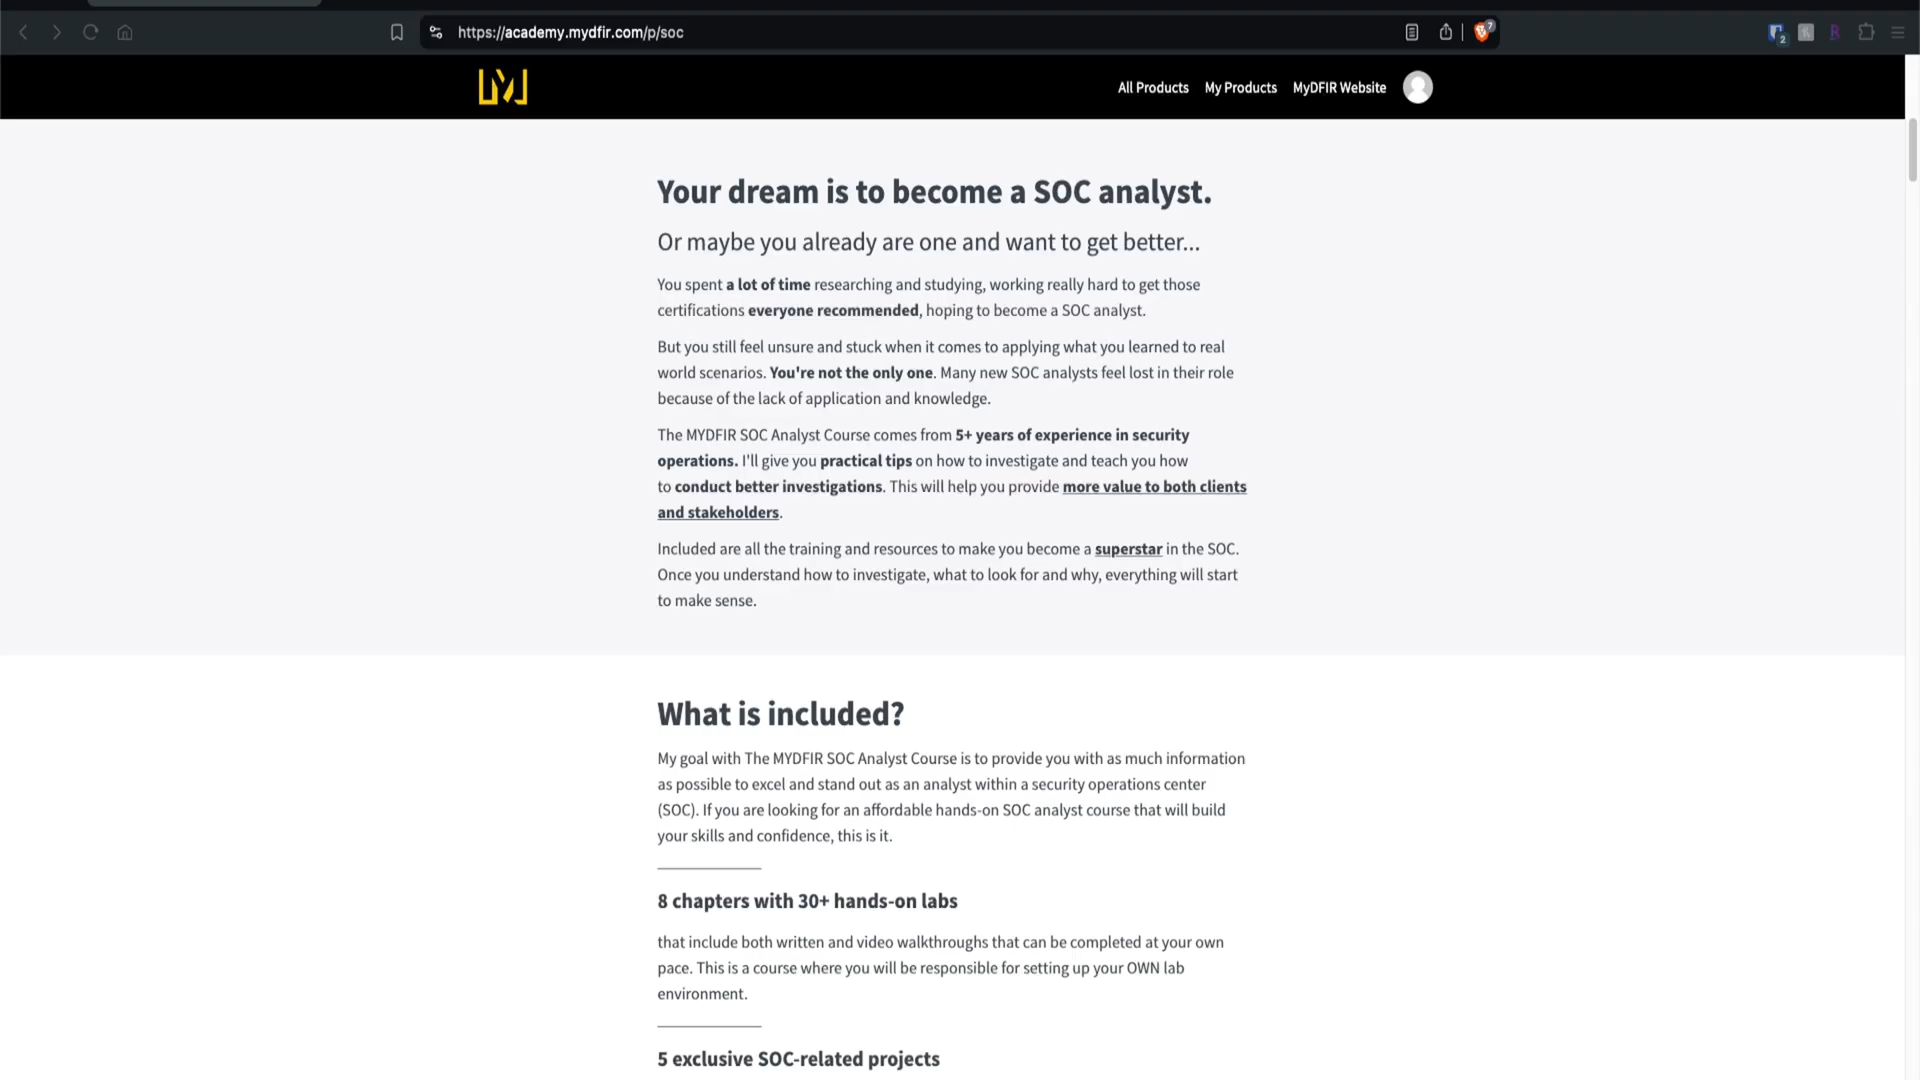 https://academy.mydfir.com/p/soc
7
2
All Products
My Products
MyDFIR Website
Your dream is to become a SOC analyst.
Or maybe you already are one and want to get better...
You spent a lot of time researching and studying, working really hard to get those
certifications everyone recommended, hoping to become a SOC analyst.
But you still feel unsure and stuck when it comes to applying what you learned to real
world scenarios. You're not the only one. Many new SOC analysts feel lost in their role
because of the lack of application and knowledge.
The MYDFIR SOC Analyst Course comes from 5+ years of experience in security
operations. I'll give you practical tips on how to investigate and teach you how
to conduct better investigations. This will help you provide more value to both clients
and stakeholders.
Included are all the training and resources to make you become a superstar in the SOC.
Once you understand how to investigate, what to look for and why, everything will start
to make sense.
What is included?
My goal with The MYDFIR SOC Analyst Course is to provide you with as much information
as possible to excel and stand out as an analyst within a security operations center
(SOC). If you are looking for an affordable hands-on SOC analyst course that will build
your skills and confidence, this is it.
8 chapters with 30+ hands-on labs
that include both written and video walkthroughs that can be completed at your own
pace. This is a course where you will be responsible for setting up your OWN lab
environment.
5 exclusive SOC-related projects